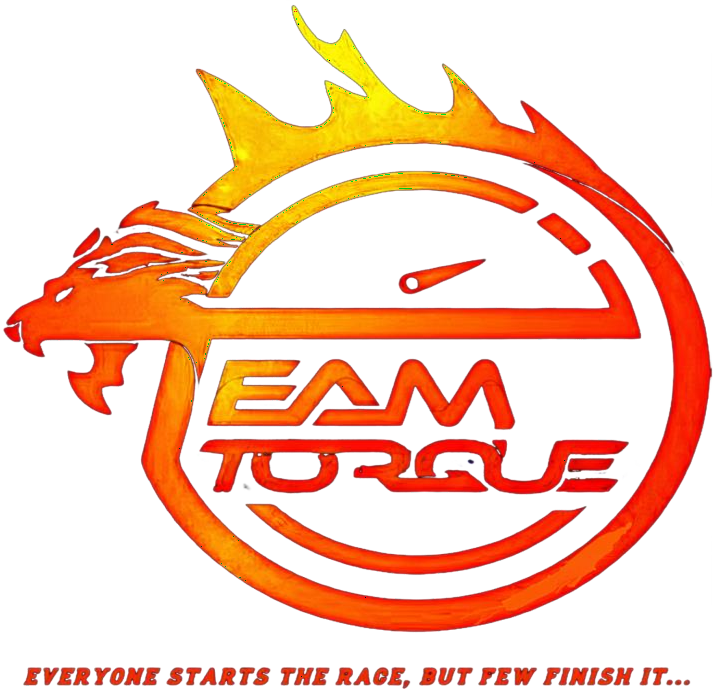 TEAM
TORQUE
EVERYONE STARTS THE RACE, BUT FEW FINISH IT...